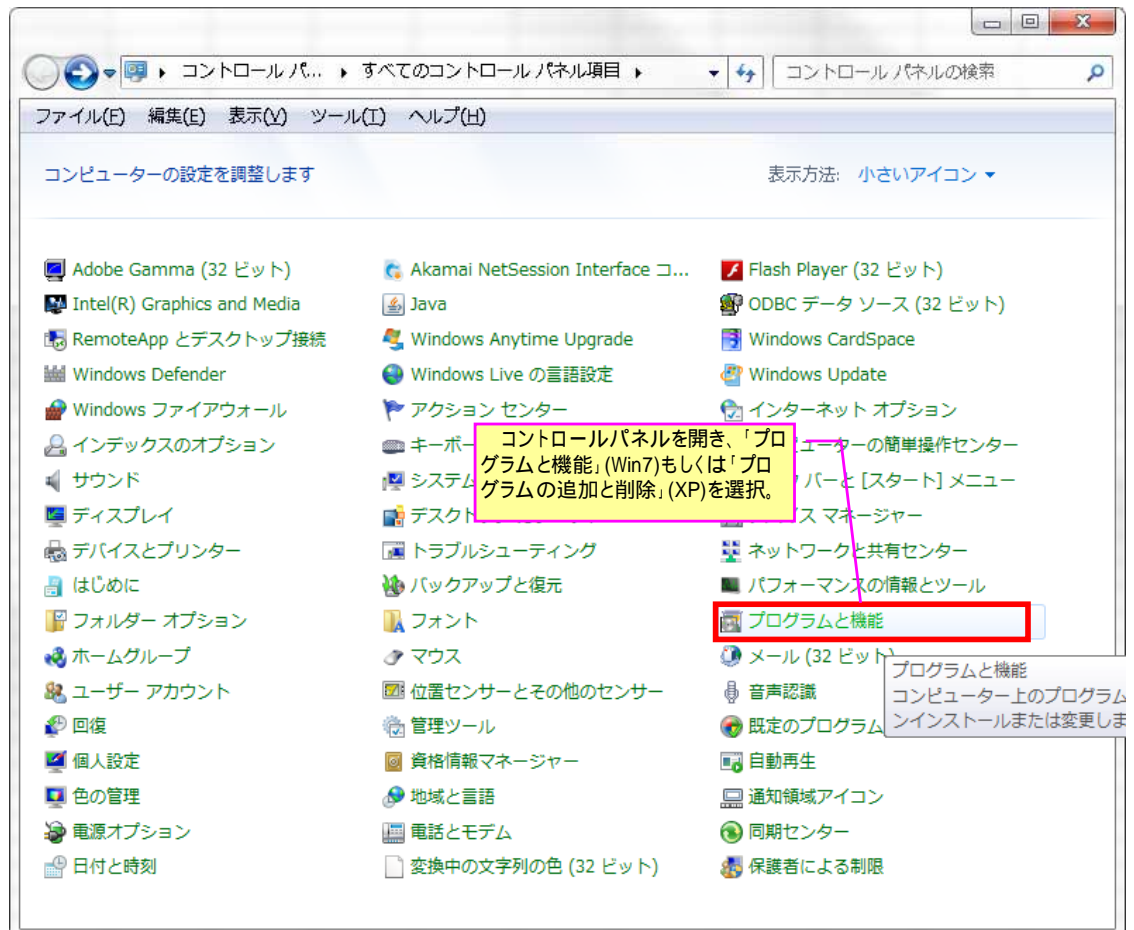 コントロール パ... ▸ すべてのコントロール パネル項目 ▸
コントロール パネルの検索
ファイル(F) 編集(E) 表示(V) ツール(T) ヘルプ(H)
コンピューターの設定を調整します
表示方法: 小さいアイコン
Adobe Gamma (32 ビット)
Akamai NetSession Interface コ...
Flash Player (32 ビット)
Intel(R) Graphics and Media
Java
ODBC データ ソース (32 ビット)
RemoteApp とデスクトップ接続
Windows Anytime Upgrade
Windows CardSpace
Windows Defender
Windows Live の言語設定
Windows Update
Windows ファイアウォール
アクション センター
インターネット オプション
インデックスのオプション
キーボー
ューターの簡単操作センター
サウンド
システム
バーと [スタート] メニュー
ディスプレイ
デスクト
ス マネージャー
コントロールパネルを開き、「プロ
グラムと機能」(Win7)もしくは「プロ
グラムの追加と削除」(XP)を選択。
デバイスとプリンター
トラブルシューティング
ネットワークと共有センター
はじめに
バックアップと復元
パフォーマンスの情報とツール
フォルダー オプション
フォント
プログラムと機能
ホームグループ
マウス
メール (32 ビット)
ユーザー アカウント
位置センサーとその他のセンサー
音声認識
プログラムと機能
コンピューター上のプログラム
ンインストールまたは変更しま
回復
管理ツール
既定のプログラム
個人設定
資格情報マネージャー
自動再生
色の管理
地域と言語
通知領域アイコン
電源オプション
電話とモデム
同期センター
日付と時刻
変換中の文字列の色 (32 ビット)
保護者による制限